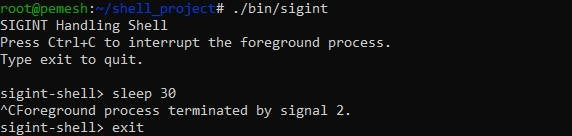 root@pemesh:~/shell_project# ./bin/sigint
SIGINT Handling Shell
Press Ctrl+C to interrupt the foreground process.
Type exit to quit.
sigint-shell> sleep 30
^CForeground process terminated by signal 2.
sigint-shell> exit